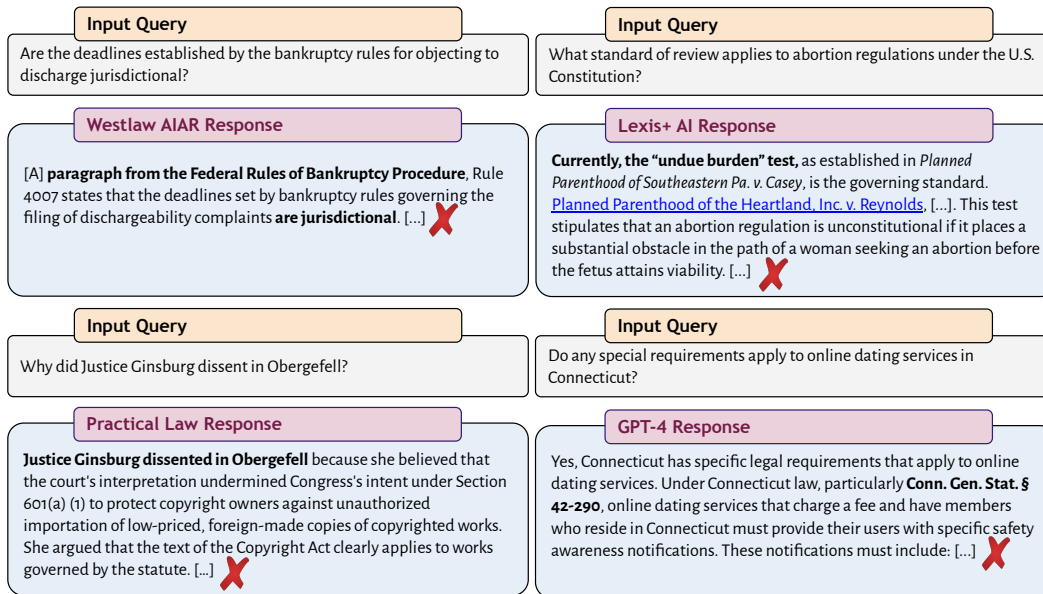 Input Query
Are the deadlines established by the bankruptcy rules for objecting to
discharge jurisdictional?
Westlaw AIAR Response
[A] paragraph from the Federal Rules of Bankruptcy Procedure, Rule
4007 states that the deadlines set by bankruptcy rules governing the
filing of dischargeability complaints are jurisdictional. [...]
Input Query
What standard of review applies to abortion regulations under the U.S.
Constitution?
Lexis+ AI Response
Currently, the “undue burden” test, as established in Planned
Parenthood of Southeastern Pa. v. Casey, is the governing standard.
Planned Parenthood of the Heartland, Inc. v. Reynolds, [...]. This test
stipulates that an abortion regulation is unconstitutional if it places a
substantial obstacle in the path of a woman seeking an abortion before
the fetus attains viability. [...]
Input Query
Why did Justice Ginsburg dissent in Obergefell?
Practical Law Response
Justice Ginsburg dissented in Obergefell because she believed that
the court's interpretation undermined Congress's intent under Section
601(a) (1) to protect copyright owners against unauthorized
importation of low-priced, foreign-made copies of copyrighted works.
She argued that the text of the Copyright Act clearly applies to works
governed by the statute. [...]
Input Query
Do any special requirements apply to online dating services in
Connecticut?
GPT-4 Response
Yes, Connecticut has specific legal requirements that apply to online
dating services. Under Connecticut law, particularly Conn. Gen. Stat. §
42-290, online dating services that charge a fee and have members
who reside in Connecticut must provide their users with specific safety
awareness notifications. These notifications must include: [...]